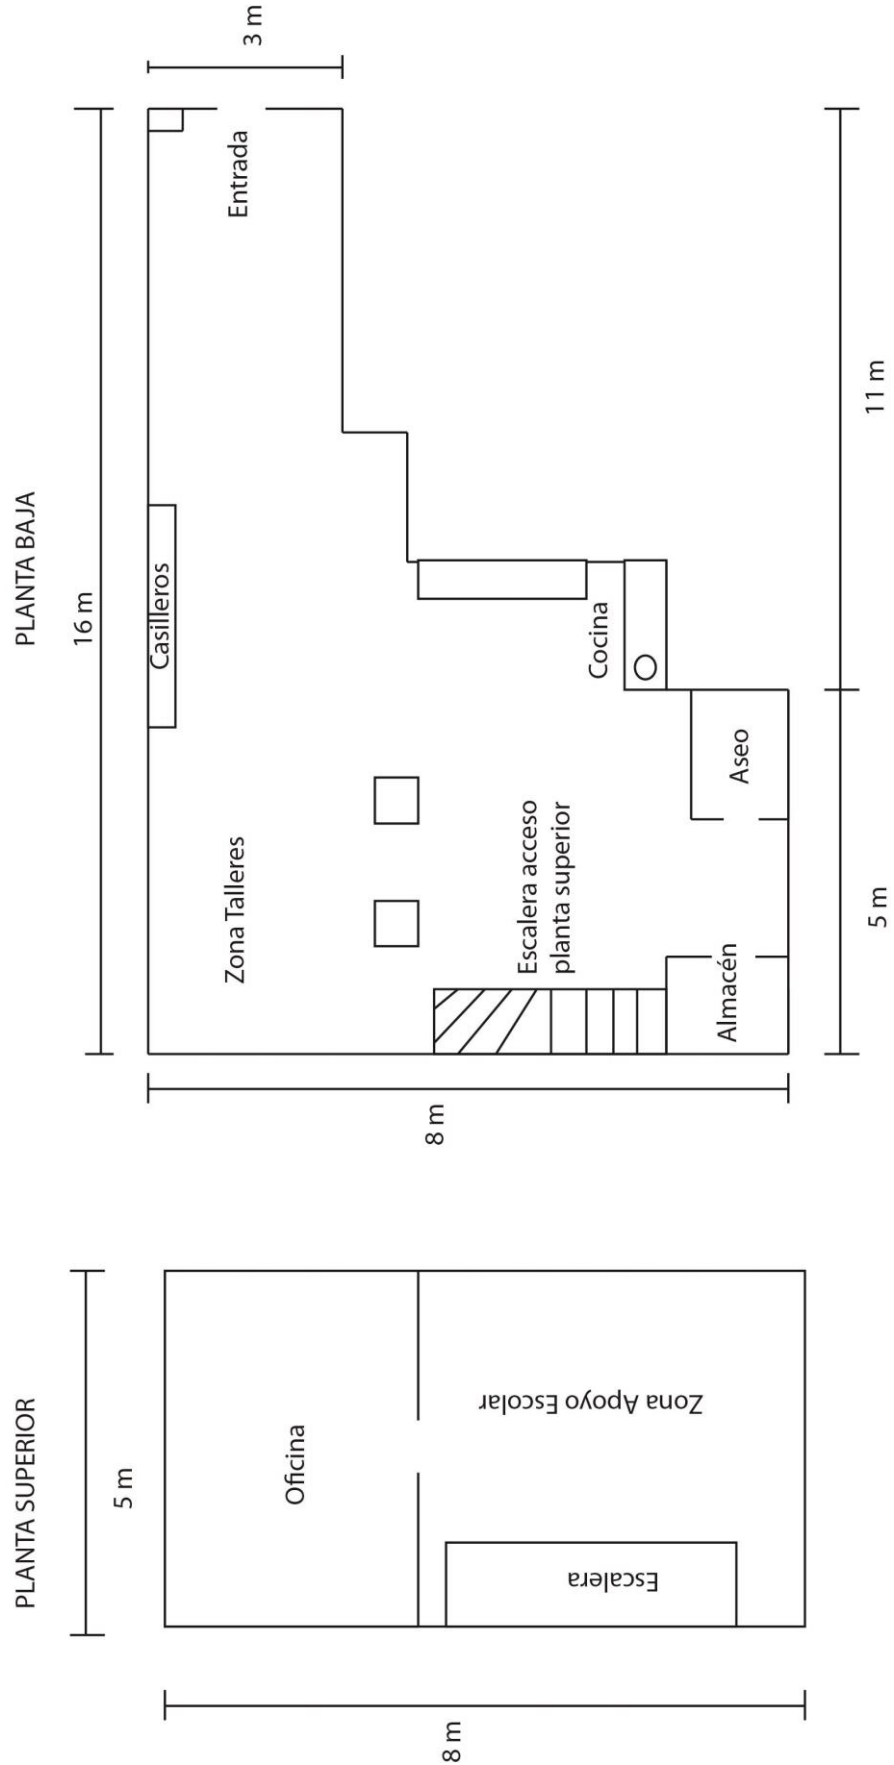 PLANTA SUPERIOR
5 m
8 m
Oficina
Zona Apoyo Escolar
Escalera
PLANTA BAJA
16 m
3 m
8 m
5 m
11 m
Casilleros
Entrada
Zona Talleres
Escalera acceso
planta superior
Cocina
Aseo
Almacén